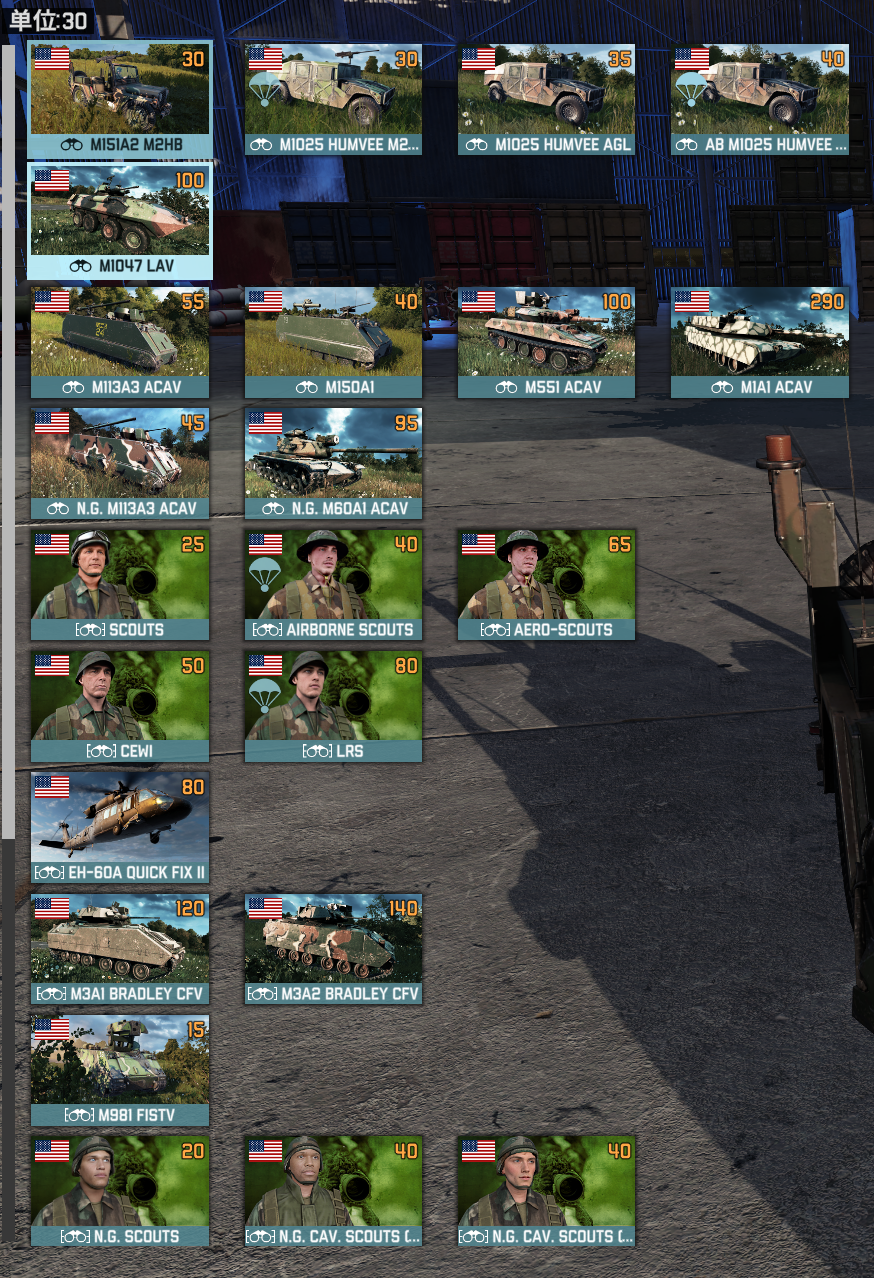 单位:30
30
M151A2 M2HB
30
M1025 HUMVEE M2...
35
M1025 HUMVEE AGL
40
AB M1025 HUMVEE ...
100
M1047 LAV
55
M113A3 ACAV
40
M150A1
100
M551 ACAV
290
M1A1 ACAV
45
N.G. M113A3 ACAV
95
N.G. M60A1 ACAV
25
SCOUTS
40
AIRBORNE SCOUTS
65
AERO-SCOUTS
50
CEWI
80
LRS
80
EH-60A QUICK FIX II
120
M3A1 BRADLEY CFV
140
M3A2 BRADLEY CFV
15
M981 FISTV
20
N.G. SCOUTS
40
N.G. CAV. SCOUTS (...
40
N.G. CAV. SCOUTS (...